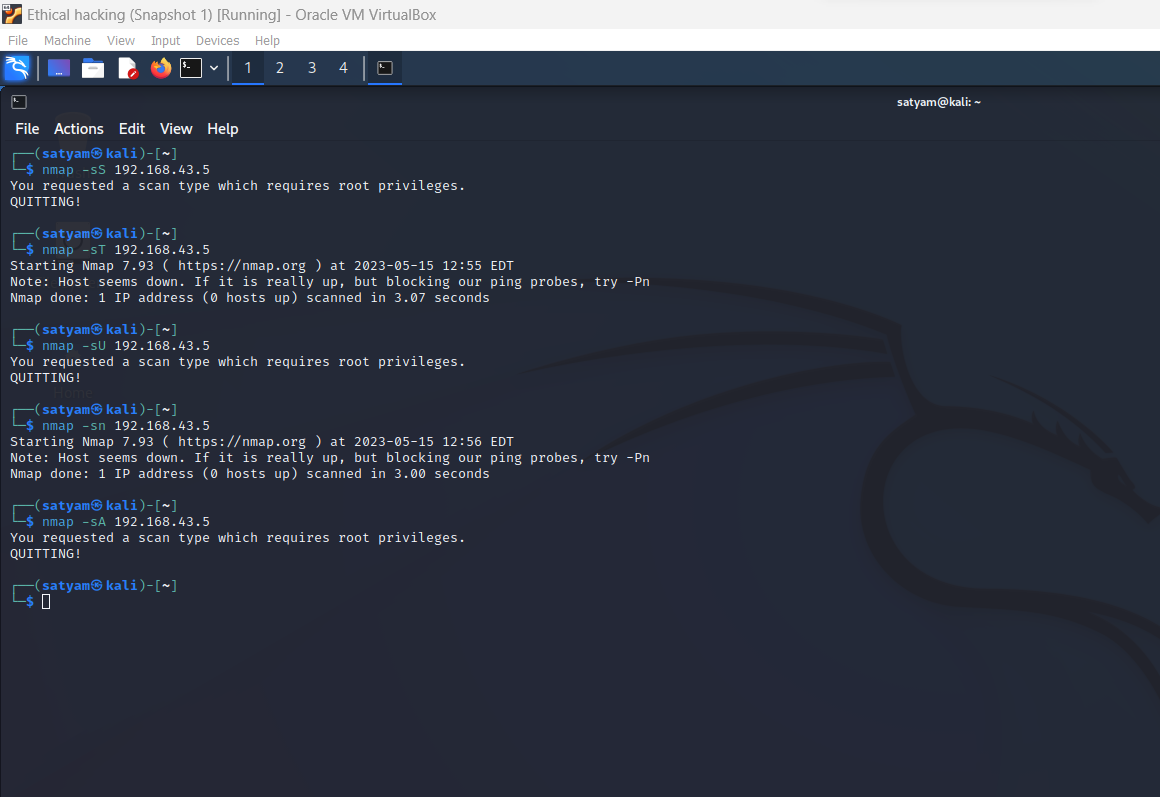 Ethical hacking (Snapshot 1) [Running] - Oracle VM VirtualBox
File Machine View Input Devices Help
1 2 3 4
satyam@kali: ~
File Actions Edit View Help
┌──(satyam㉿kali)-[~]
└─$ nmap -sS 192.168.43.5
You requested a scan type which requires root privileges.
QUITTING!
┌──(satyam㉿kali)-[~]
└─$ nmap -sT 192.168.43.5
Starting Nmap 7.93 ( https://nmap.org ) at 2023-05-15 12:55 EDT
Note: Host seems down. If it is really up, but blocking our ping probes, try -Pn
Nmap done: 1 IP address (0 hosts up) scanned in 3.07 seconds
┌──(satyam㉿kali)-[~]
└─$ nmap -sU 192.168.43.5
You requested a scan type which requires root privileges.
QUITTING!
Home
┌──(satyam㉿kali)-[~]
└─$ nmap -sn 192.168.43.5
Starting Nmap 7.93 ( https://nmap.org ) at 2023-05-15 12:56 EDT
Note: Host seems down. If it is really up, but blocking our ping probes, try -Pn
Nmap done: 1 IP address (0 hosts up) scanned in 3.00 seconds
┌──(satyam㉿kali)-[~]
└─$ nmap -sA 192.168.43.5
You requested a scan type which requires root privileges.
QUITTING!
┌──(satyam㉿kali)-[~]
└─$